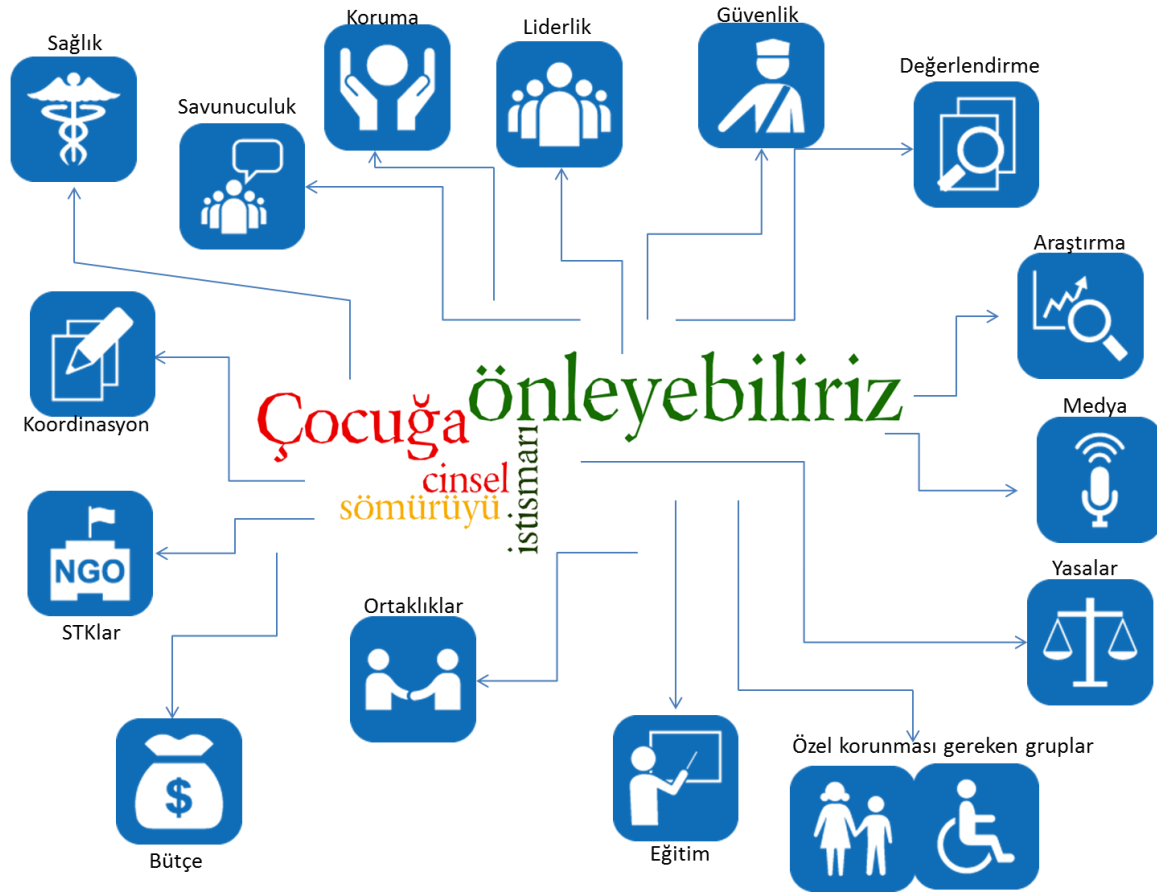 Koruma
Güvenlik
Liderlik
Sağlık
Değerlendirme
Savunuculuk
Araştırma
önleyebiliriz
Çocuğa
istismarı
cinsel
sömürüyü
Koordinasyon
Medya
NGO
STKlar
Yasalar
Ortaklıklar
Özel korunması gereken gruplar
$
Bütçe
Eğitim